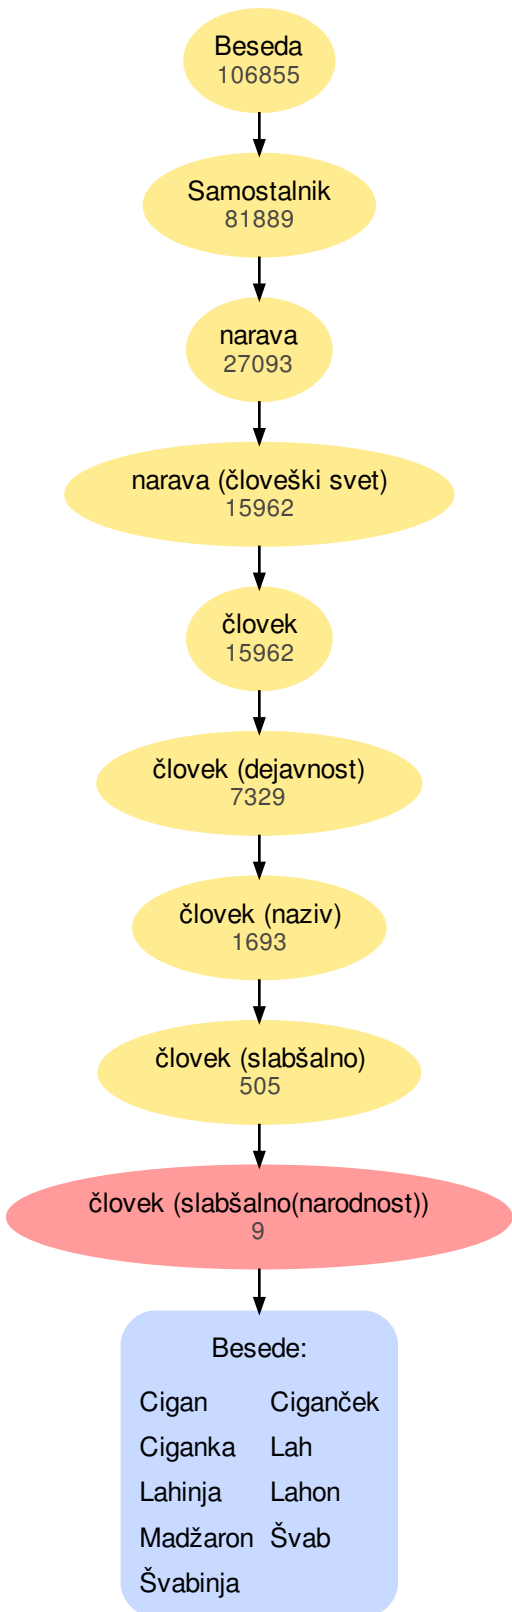 Beseda
106855
Samostalnik
81889
narava
27093
narava (človeški svet)
15962
človek
15962
človek (dejavnost)
7329
človek (naziv)
1693
človek (slabšalno)
505
človek (slabšalno(narodnost))
9
Besede:
Cigan Ciganček
Ciganka Lah
Lahinja Lahon
Madžaron Švab
Švabinja